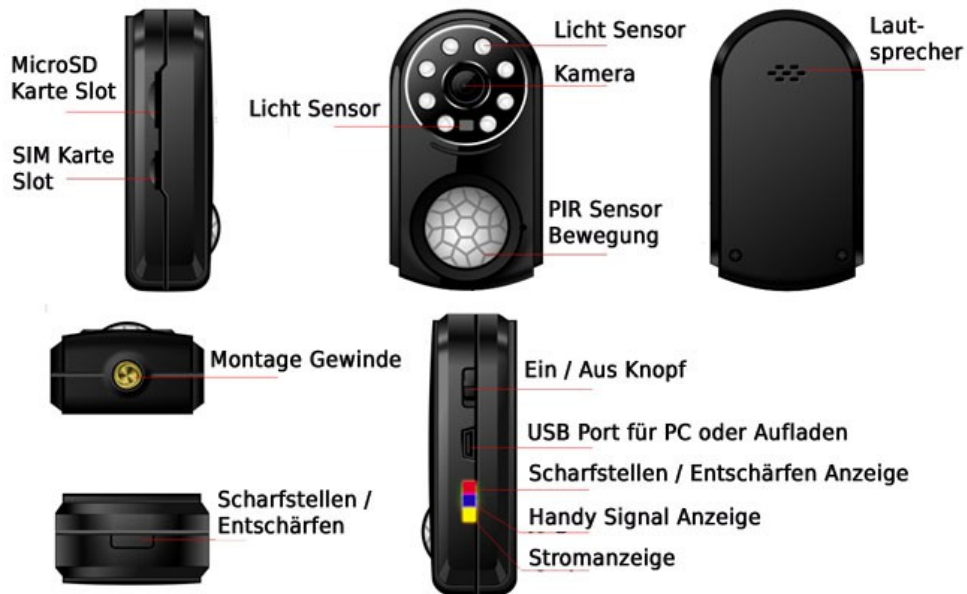 MicroSD
Karte Slot
SIM Karte
Slot
Licht Sensor
Licht Sensor
Kamera
PIR Sensor
Bewegung
Laut-
sprecher
Montage Gewinde
Scharfstellen /
Entschärfen
Ein / Aus Knopf
USB Port für PC oder Aufladen
Scharfstellen / Entschärfen Anzeige
Handy Signal Anzeige
Stromanzeige